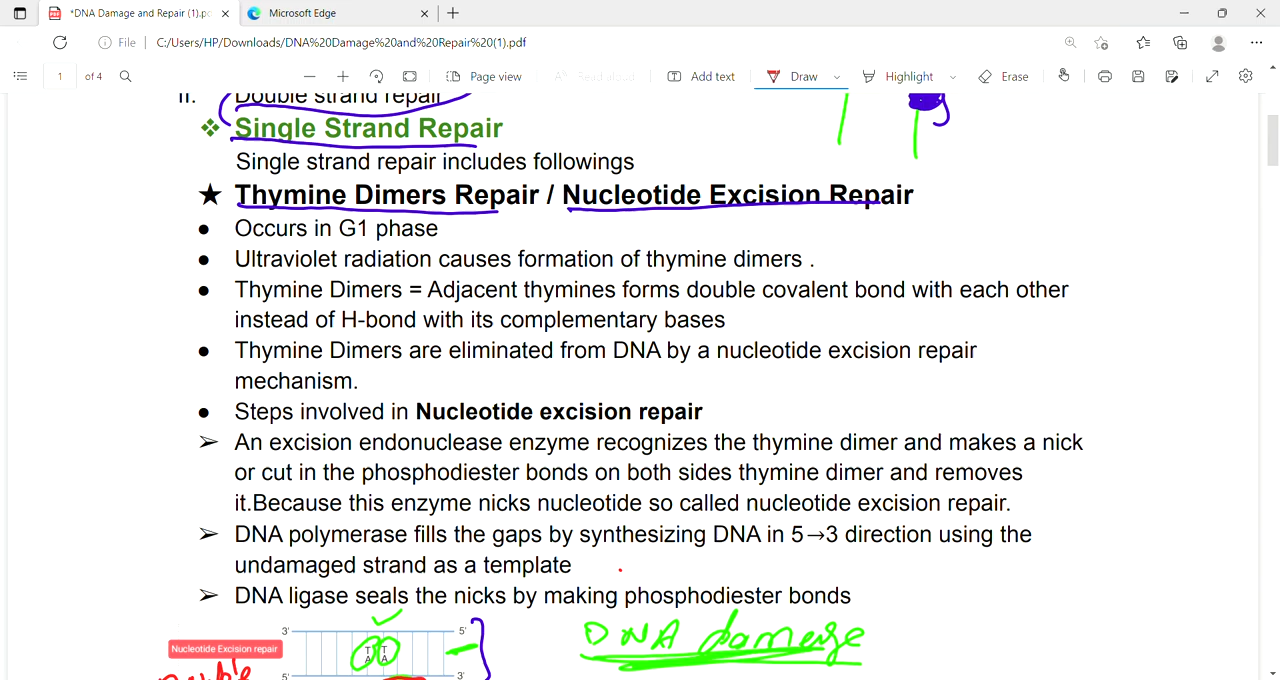 *DNA Damage and Repair (1).pd
Microsoft Edge
File
C:/Users/HP/Downloads/DNA%20Damage%20and%20Repair%20(1).pdf
1 of 4
Page view
Read aloud
Add text
Draw
Highlight
Erase
II. Double strand repair
❖ Single Strand Repair
Single strand repair includes followings
★ Thymine Dimers Repair / Nucleotide Excision Repair
● Occurs in G1 phase
● Ultraviolet radiation causes formation of thymine dimers .
● Thymine Dimers = Adjacent thymines forms double covalent bond with each other
instead of H-bond with its complementary bases
● Thymine Dimers are eliminated from DNA by a nucleotide excision repair
mechanism.
● Steps involved in Nucleotide excision repair
➢ An excision endonuclease enzyme recognizes the thymine dimer and makes a nick
or cut in the phosphodiester bonds on both sides thymine dimer and removes
it.Because this enzyme nicks nucleotide so called nucleotide excision repair.
➢ DNA polymerase fills the gaps by synthesizing DNA in 5→3 direction using the
undamaged strand as a template
➢ DNA ligase seals the nicks by making phosphodiester bonds
3' 5'
T T
A A
5' 3'
Nucleotide Excision repair
Double
DNA damage